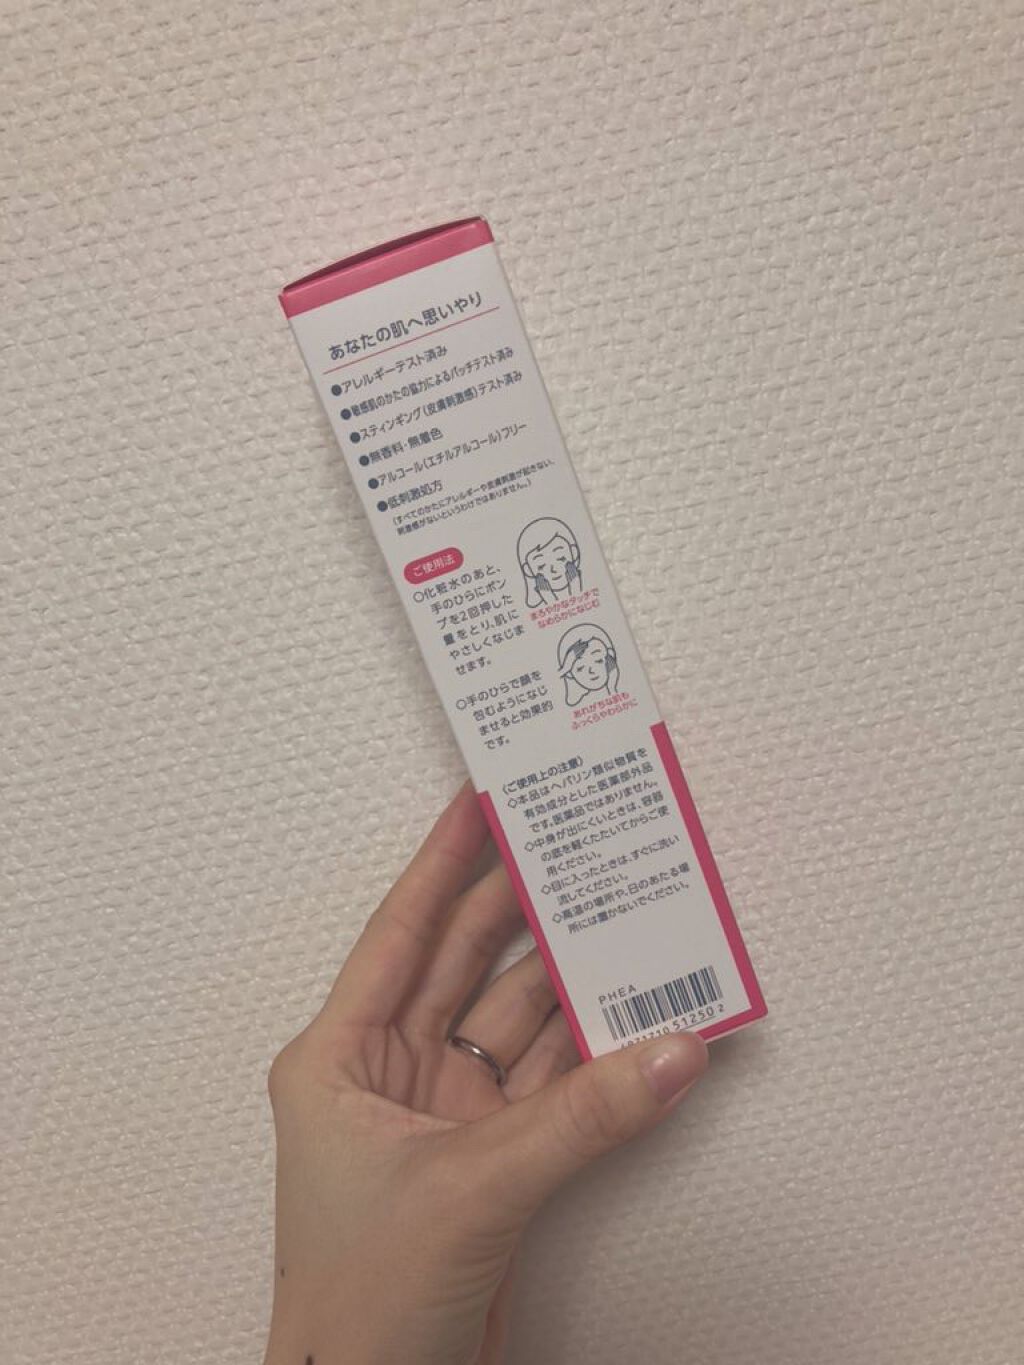 あなたの肌へ思いやり
●アレルギーテスト済み
●敏感肌のかたの協力によるパッチテスト済み
●スティンギング(皮膚刺激感)テスト済み
●無香料・無着色
●アルコール(エチルアルコール)フリー
●低刺激処方
(すべてのかたにアレルギーや皮膚刺激が起きない、
刺激感がないというわけではありません。)
ご使用法
○化粧水のあと、
手のひらにポン
プを2回押した
量をとり、肌に
やさしくなじま
せます。
まろやかなタッチで
なめらかになじむ
○手のひらで顔を
包むようになじ
ませると効果的
です。
あれがちな肌も
ふっくらやわらかに
〈ご使用上の注意〉
◇本品はヘパリン類似物質を
有効成分とした医薬部外品
です。医薬品ではありません。
◇中身が出にくいときは、容器
の底を軽くたたいてからご使
用ください。
◇目に入ったときは、すぐに洗い
流してください。
◇高温の場所や、日のあたる場
所には置かないでください。
PHEA
4971710 51250 2